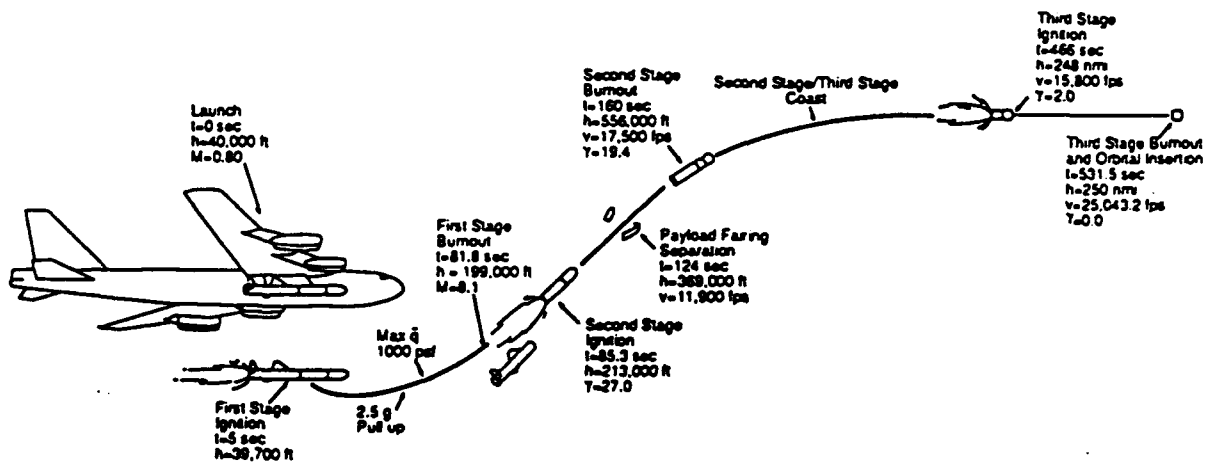 Launch
t=0 sec
h=40,000 ft
M=0.80
First Stage
Ignition
t=5 sec
h=39,700 ft
2.5 g
Pull up
Max q̄
1000 psf
First Stage
Burnout
t=81.8 sec
h = 199,000 ft
M=8.1
Second Stage
Ignition
t=85.3 sec
h=213,000 ft
γ=27.0
Payload Fairing
Separation
t=124 sec
h=369,000 ft
v=11,900 fps
Second Stage
Burnout
t=160 sec
h=556,000 ft
v=17,500 fps
γ=19.4
Second Stage/Third Stage
Coast
Third Stage
Ignition
t=466 sec
h=248 nmi
v=15,800 fps
γ=2.0
Third Stage Burnout
and Orbital Insertion
t=531.5 sec
h=250 nmi
v=25,043.2 fps
γ=0.0